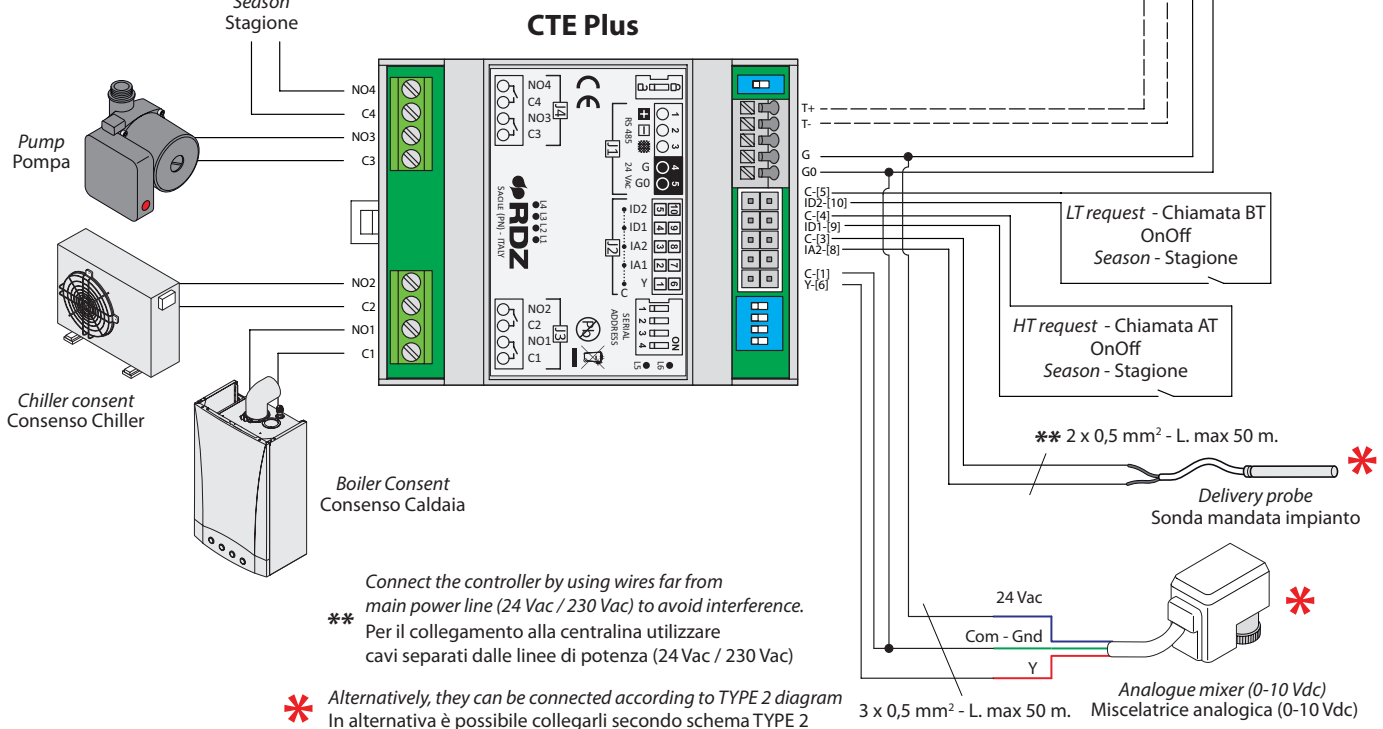 Season
Stagione
CTE Plus
NO4
C4
NO3
C3
Pump
Pompa
NO2
C2
NO1
C1
Chiller consent
Consenso Chiller
Boiler Consent
Consenso Caldaia
NO4
C4
NO3
C3
J4
CE
RS 485
1
2
3
J1
24 Vac
G
G0
4
5
RDZ
SACILE (PN) - ITALY
L4 L3 L2 L1
ID2
ID1
IA2
IA1
Y
C
5 10
4 9
3 8
2 7
1 6
J2
NO2
C2
NO1
C1
J3
Pb
SERIAL ADDRESS
1 2 3 4
ON
L5
L6
T+
T-
G
G0
C-[5]
ID2-[10]
C-[4]
ID1-[9]
C-[3]
IA2-[8]
C-[1]
Y-[6]
LT request - Chiamata BT
OnOff
Season - Stagione
HT request - Chiamata AT
OnOff
Season - Stagione
** 2 x 0,5 mm² - L. max 50 m.
*
Delivery probe
Sonda mandata impianto
24 Vac
Com - Gnd
Y
*
3 x 0,5 mm² - L. max 50 m.
Analogue mixer (0-10 Vdc)
Miscelatrice analogica (0-10 Vdc)
Connect the controller by using wires far from
main power line (24 Vac / 230 Vac) to avoid interference.
** Per il collegamento alla centralina utilizzare
cavi separati dalle linee di potenza (24 Vac / 230 Vac)
* Alternatively, they can be connected according to TYPE 2 diagram
In alternativa è possibile collegarli secondo schema TYPE 2